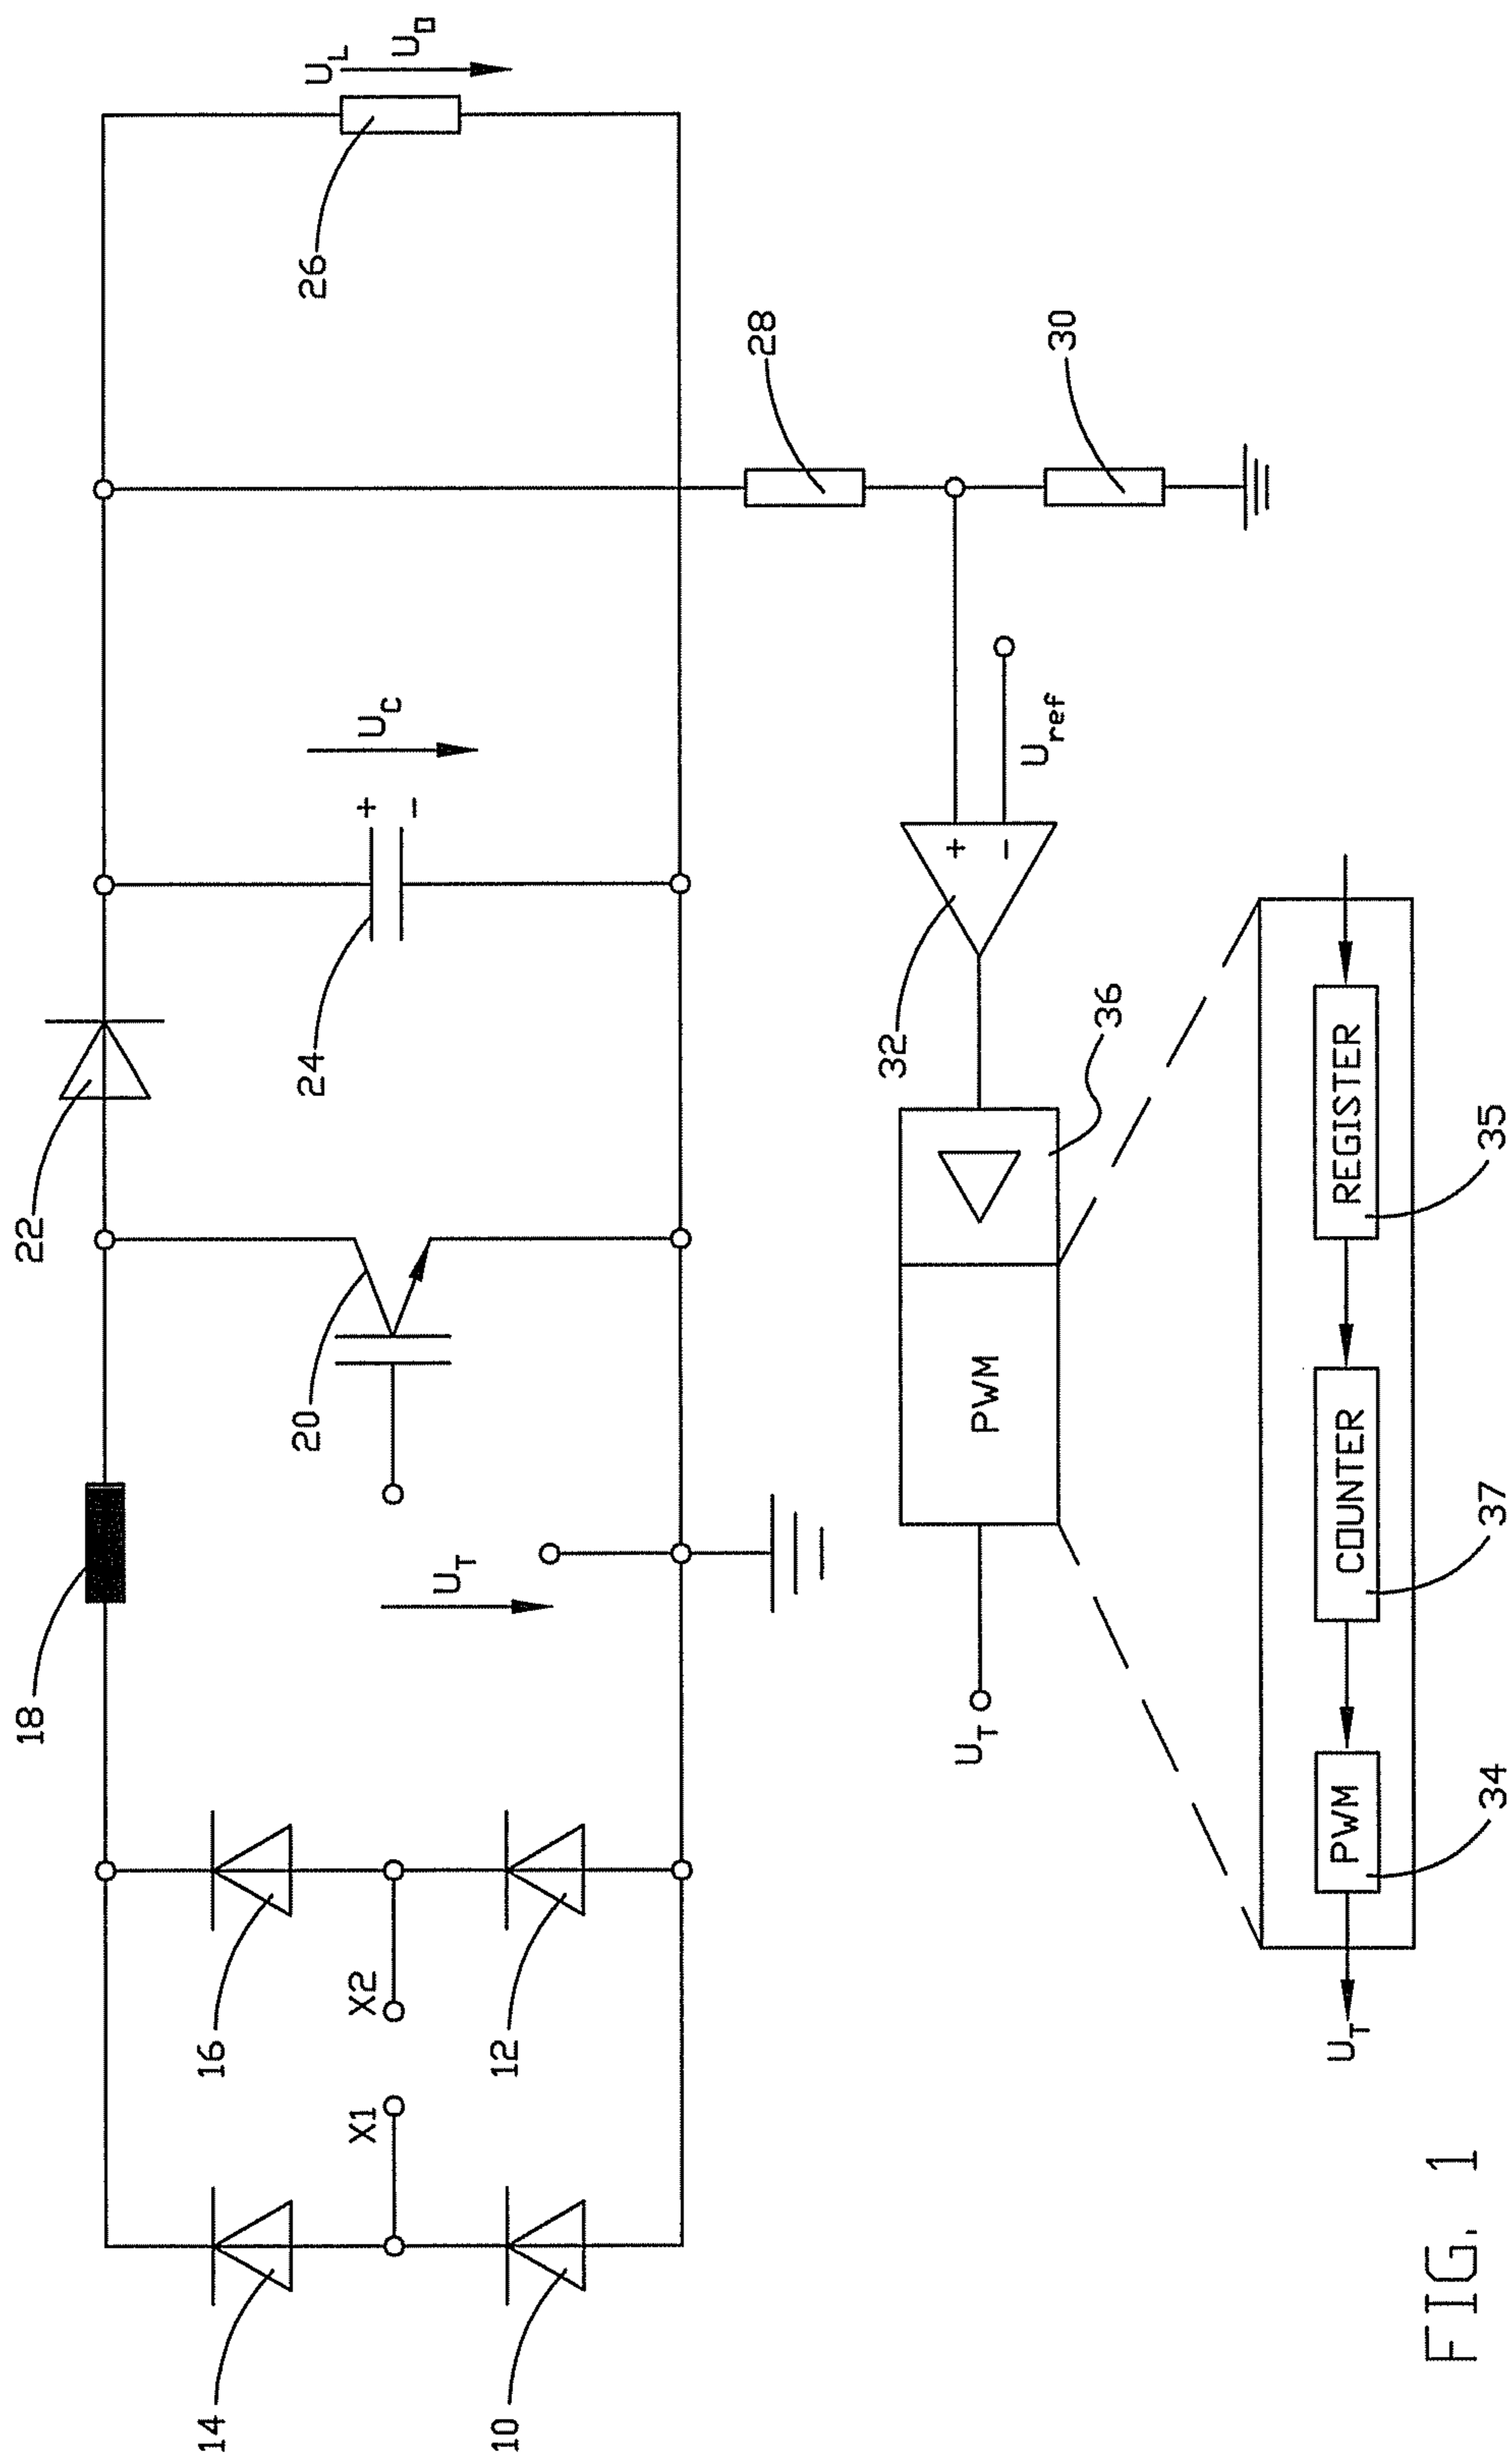 U_L
U_O
26
28
30
U_C
+
-
24
22
20
18
U_T
U_ref
+
-
32
36
PWM
U_T
16
X2
12
X1
14
10
REGISTER
35
COUNTER
37
PWM
34
U_T
FIG. 1